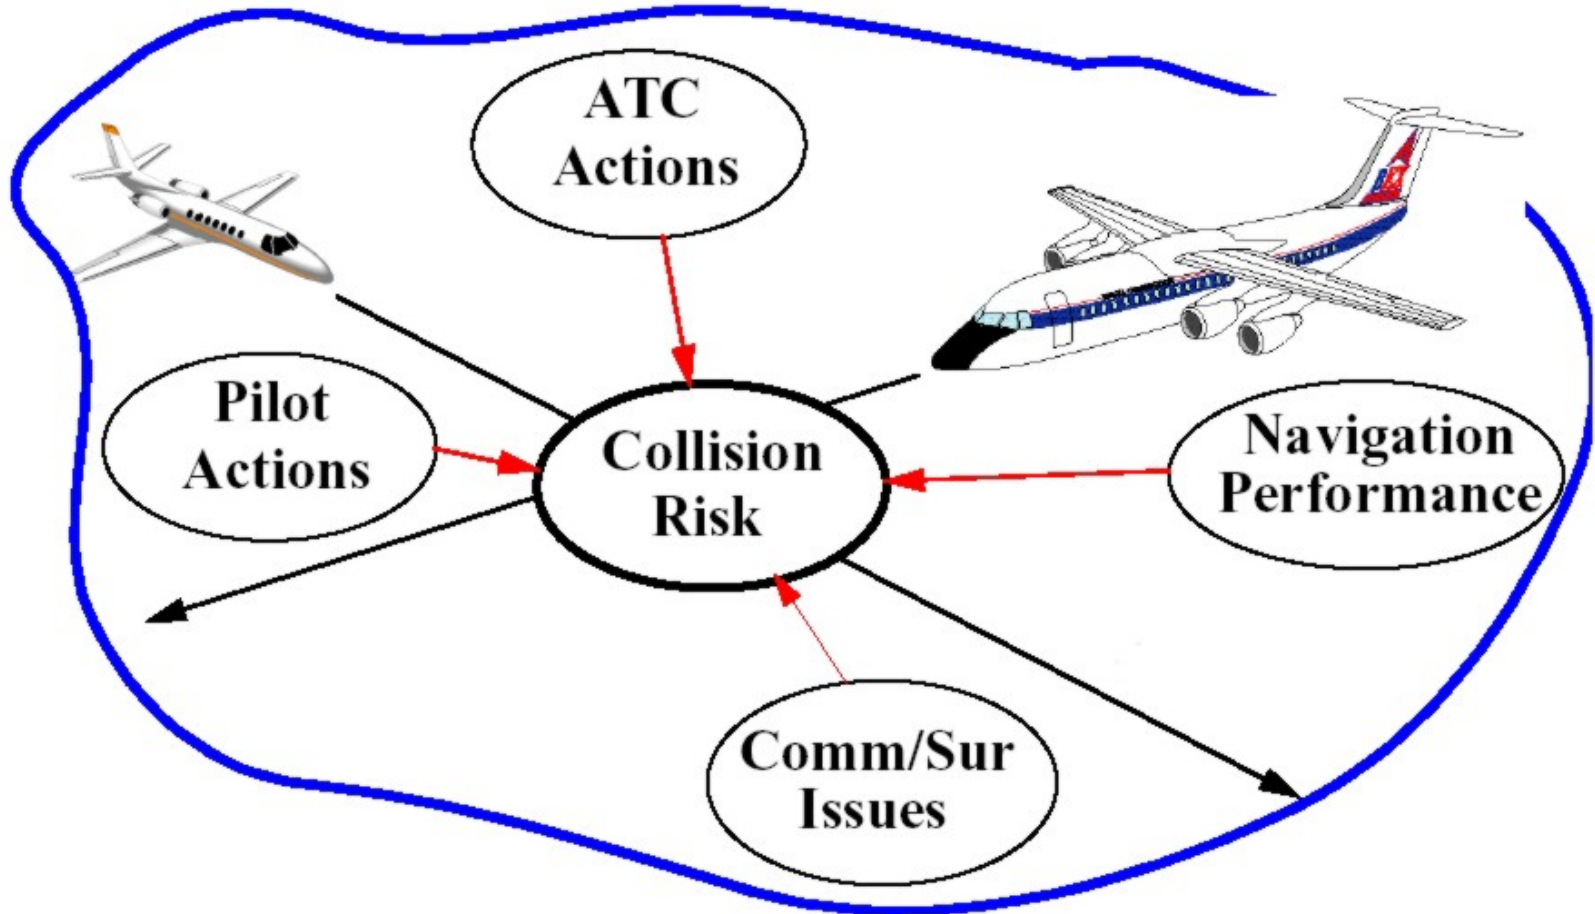 ATC
Actions
Pilot
Actions
Collision
Risk
Navigation
Performance
Comm/Sur
Issues